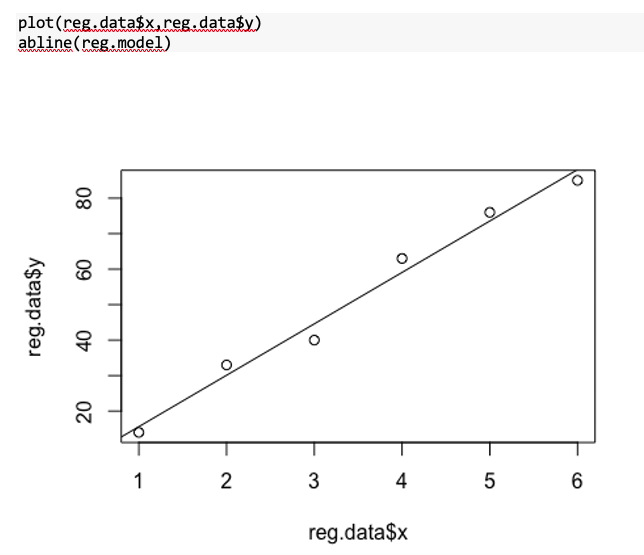 plot(reg.data$x,reg.data$y)
abline(reg.model)
80
60
40
20
reg.data$y
1 2 3 4 5 6
reg.data$x